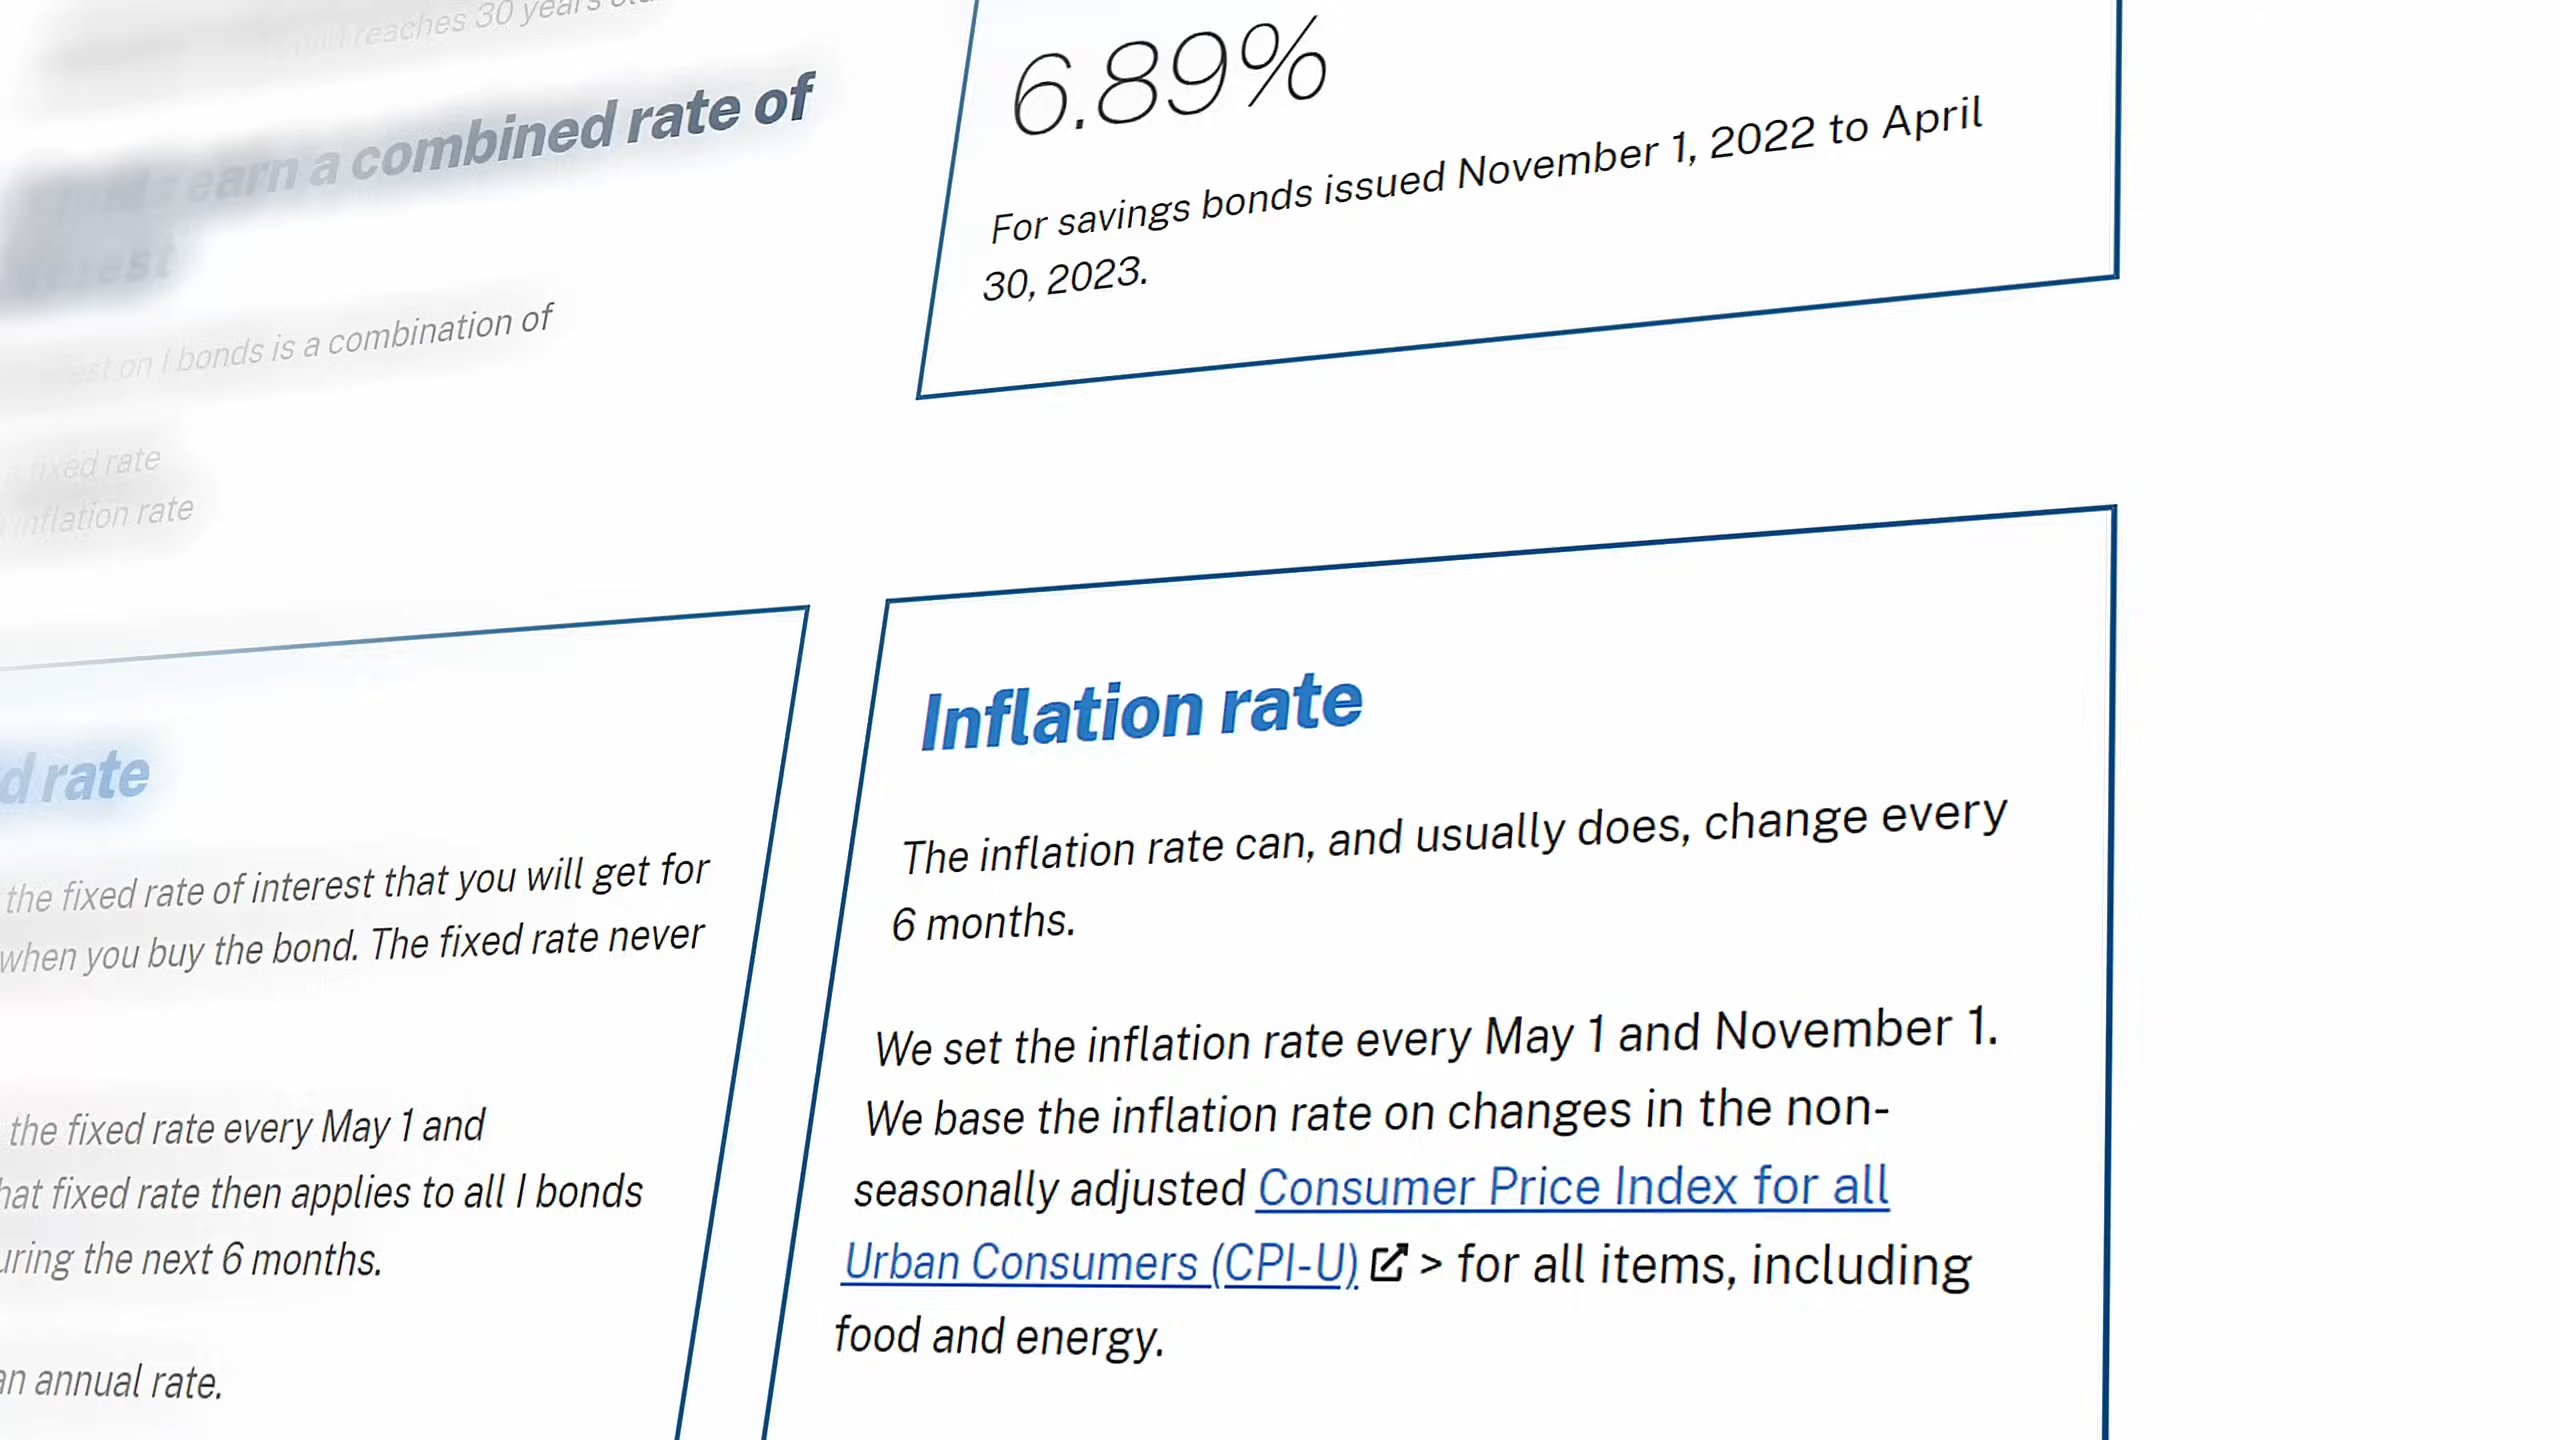 reaches 30 years
earn a combined rate of
on I bonds is a combination of
fixed rate
inflation rate
6.89%
For savings bonds issued November 1, 2022 to April
30, 2023.
rate
the fixed rate of interest that you will get for
when you buy the bond. The fixed rate never
the fixed rate every May 1 and
fixed rate then applies to all I bonds
the next 6 months.
annual rate.
Inflation rate
The inflation rate can, and usually does, change every
6 months.
We set the inflation rate every May 1 and November 1.
We base the inflation rate on changes in the non-
seasonally adjusted Consumer Price Index for all
Urban Consumers (CPI-U) > for all items, including
food and energy.